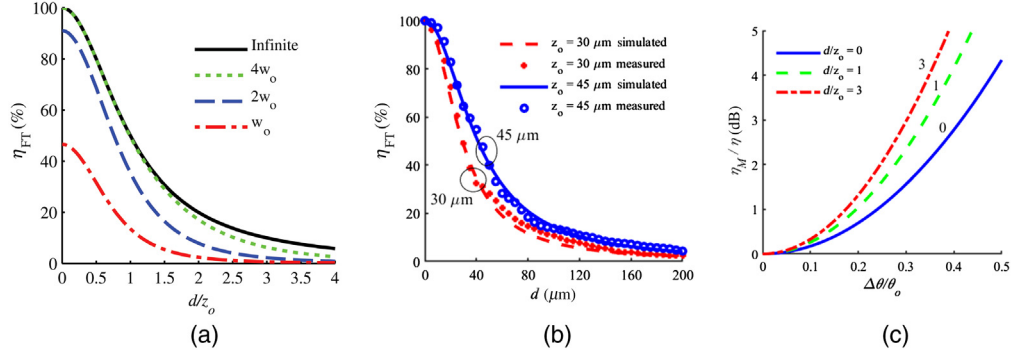 100
80
60
40
20
0
η_FT (%)
Infinite
4w_o
2w_o
w_o
0 0.5 1 1.5 2 2.5 3 3.5 4
d/z_o
(a)
100
80
60
40
20
0
η_FT (%)
z_o = 30 μm simulated
z_o = 30 μm measured
z_o = 45 μm simulated
z_o = 45 μm measured
45 μm
30 μm
0 40 80 120 160 200
d (μm)
(b)
5
4
3
2
1
0
η_M / η (dB)
d/z_o = 0
d/z_o = 1
d/z_o = 3
3
1
0
0 0.1 0.2 0.3 0.4 0.5
Δθ/θ_o
(c)